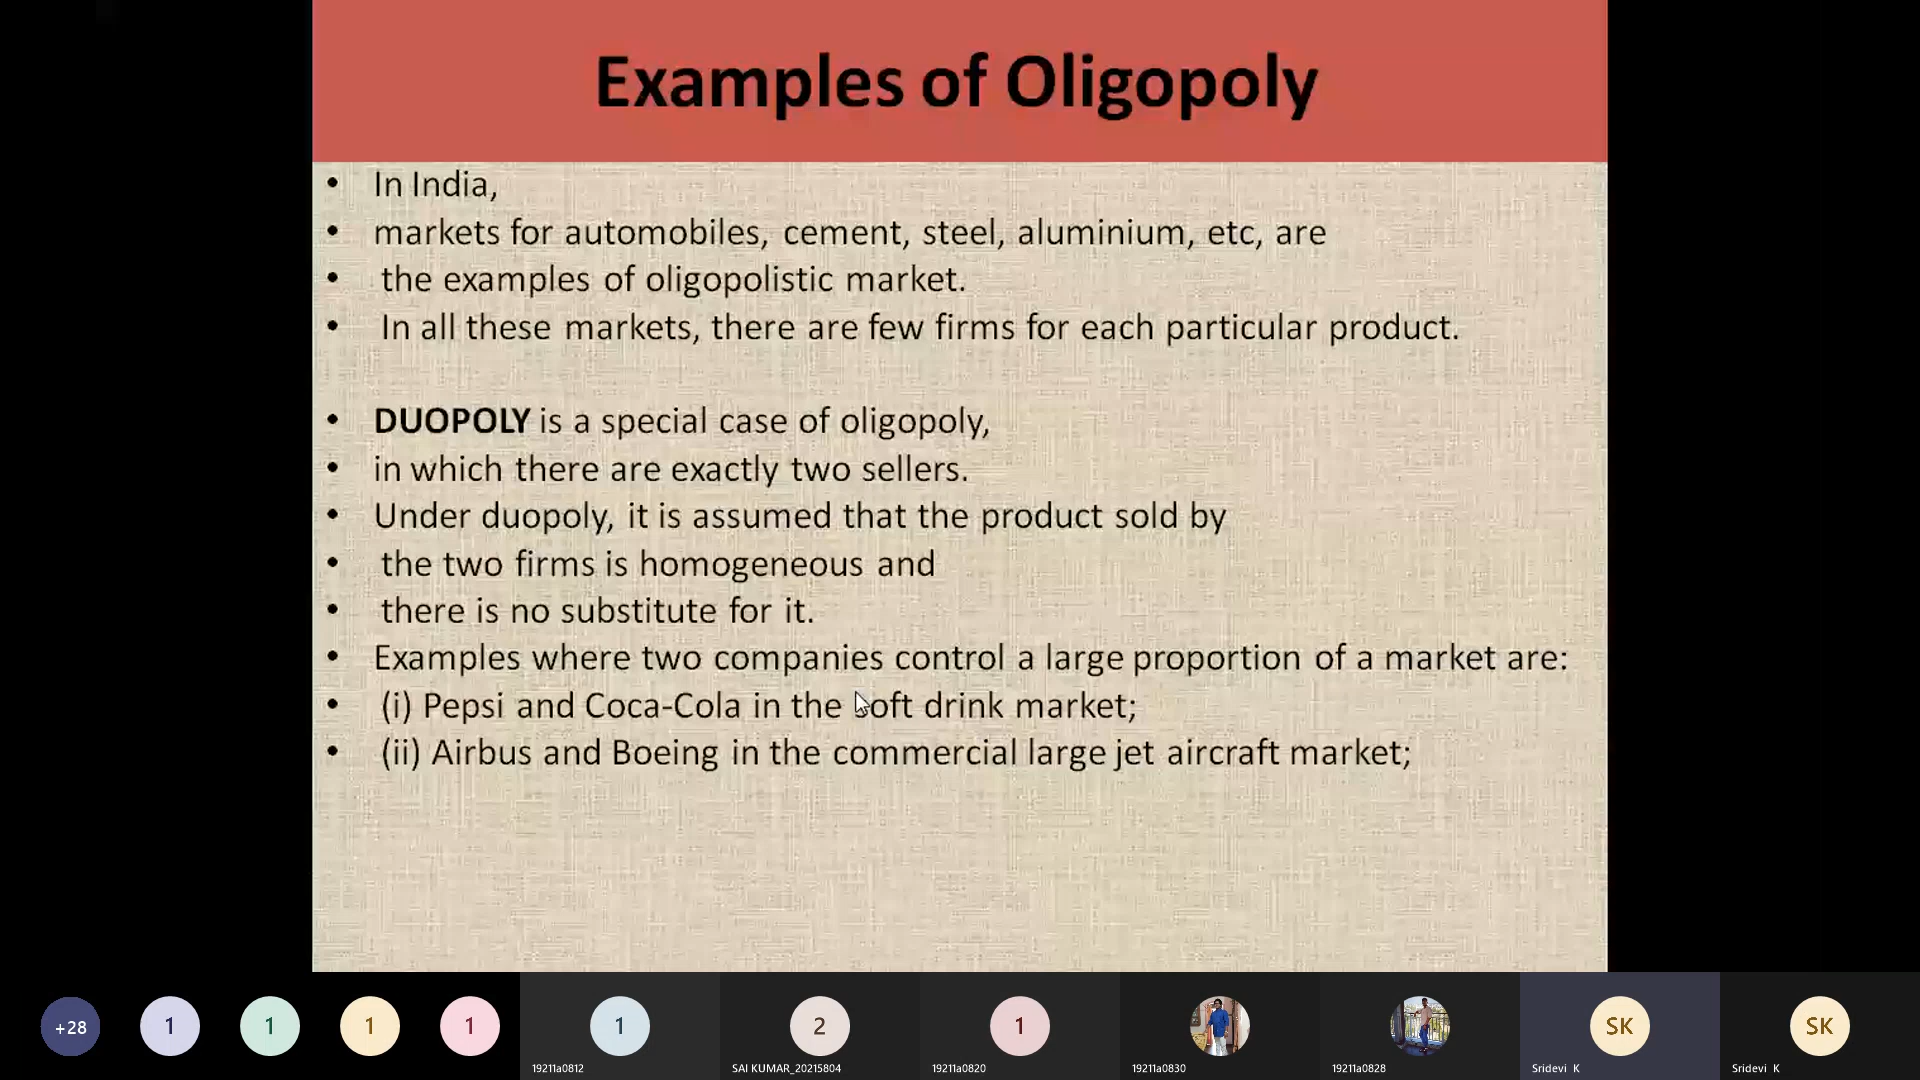 Examples of Oligopoly
• In India,
• markets for automobiles, cement, steel, aluminium, etc, are
• the examples of oligopolistic market.
• In all these markets, there are few firms for each particular product.
• DUOPOLY is a special case of oligopoly,
• in which there are exactly two sellers.
• Under duopoly, it is assumed that the product sold by
• the two firms is homogeneous and
• there is no substitute for it.
• Examples where two companies control a large proportion of a market are:
• (i) Pepsi and Coca-Cola in the soft drink market;
• (ii) Airbus and Boeing in the commercial large jet aircraft market;
+28 1 1 1 1 1 2 1 SK SK
19211a0812 SAI KUMAR_20215804 19211a0820 19211a0830 19211a0828 Sridevi K Sridevi K